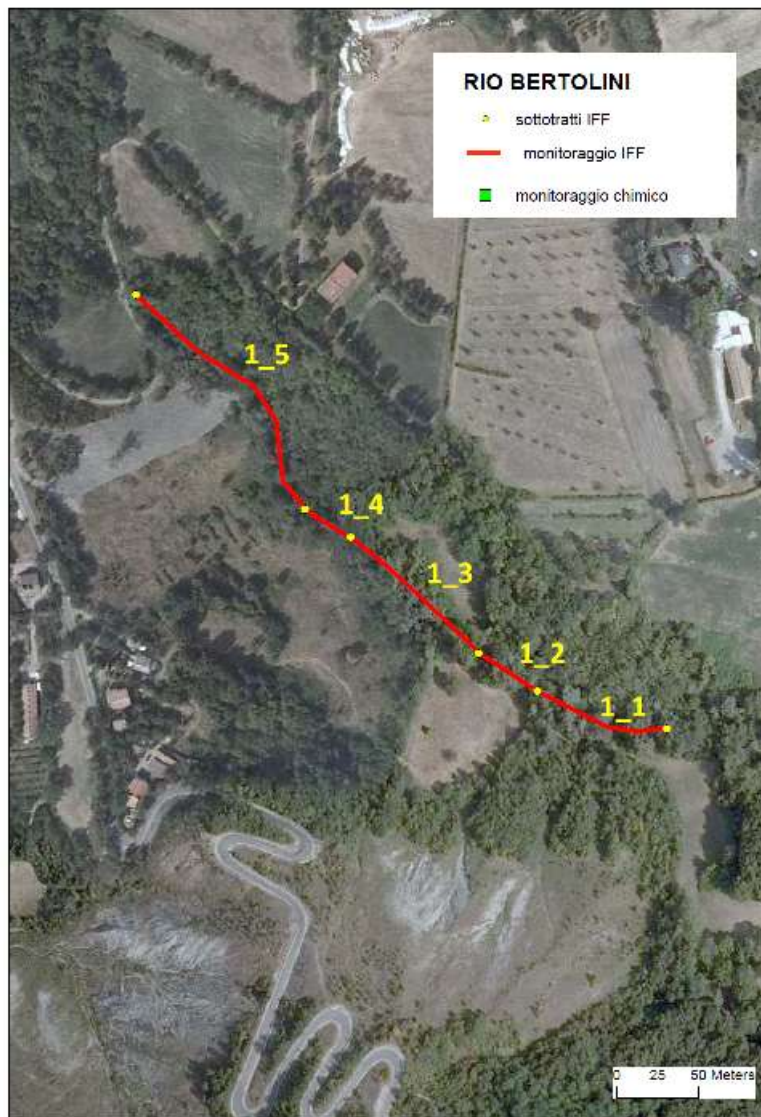 RIO BERTOLINI
sottotratti IFF
monitoraggio IFF
monitoraggio chimico
1_5
1_4
1_3
1_2
1_1
0 25 50 Meters